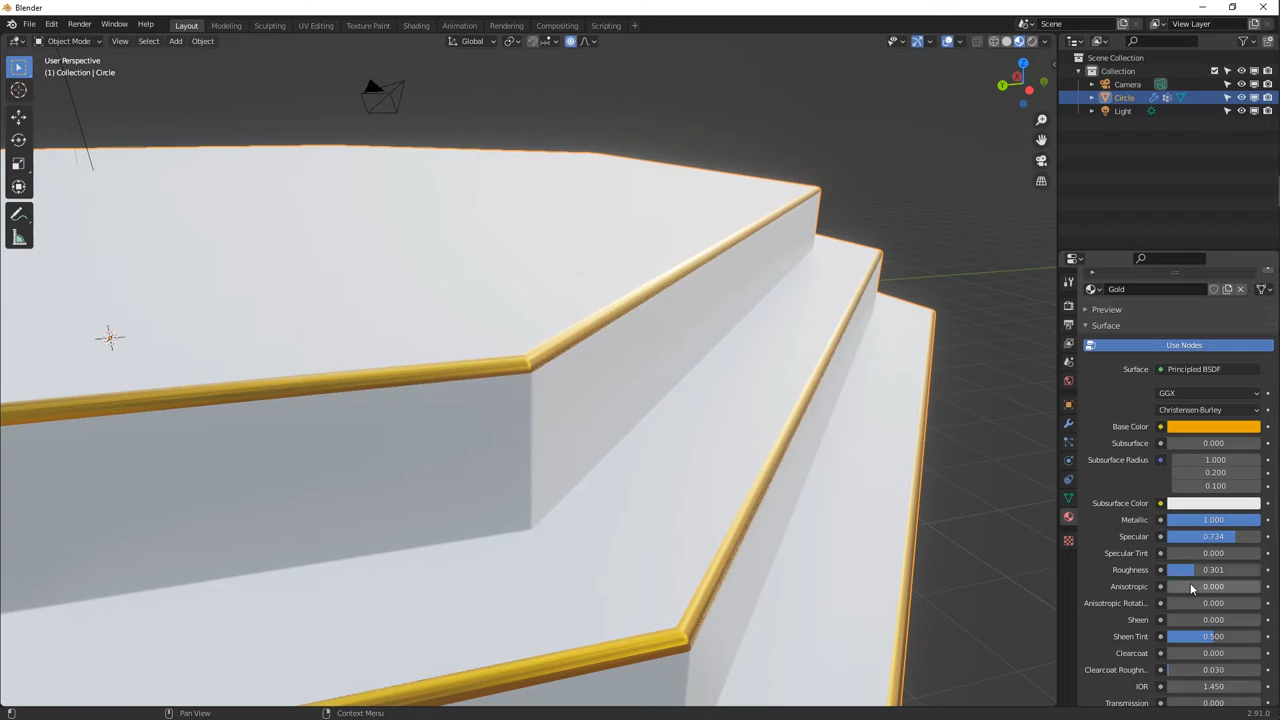 Blender
File Edit Render Window Help Layout Modeling Sculpting UV Editing Texture Paint Shading Animation Rendering Compositing Scripting + Scene View Layer
Object Mode View Select Add Object Global
User Perspective
(1) Collection | Circle
Z
Y
X
Scene Collection
Collection
Camera
Circle
Light
Gold
Preview
Surface
Use Nodes
Surface Principled BSDF
GGX
Christensen-Burley
Base Color
Subsurface 0.000
Subsurface Radius 1.000
0.200
0.100
Subsurface Color
Metallic 1.000
Specular 0.734
Specular Tint 0.000
Roughness 0.301
Anisotropic 0.000
Anisotropic Rotati... 0.000
Sheen 0.000
Sheen Tint 0.500
Clearcoat 0.000
Clearcoat Roughn... 0.030
IOR 1.450
Transmission 0.000
Pan View Context Menu 2.91.0